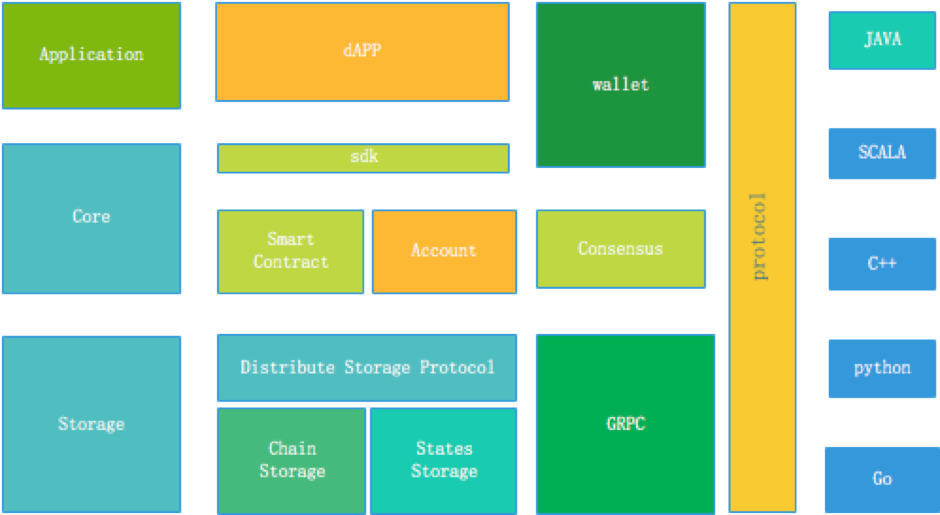 Application
dAPP
wallet
JAVA
sdk
SCALA
Core
Smart
Contract
Account
Consensus
protocol
C++
Distribute Storage Protocol
python
Storage
Chain
Storage
States
Storage
GRPC
Go